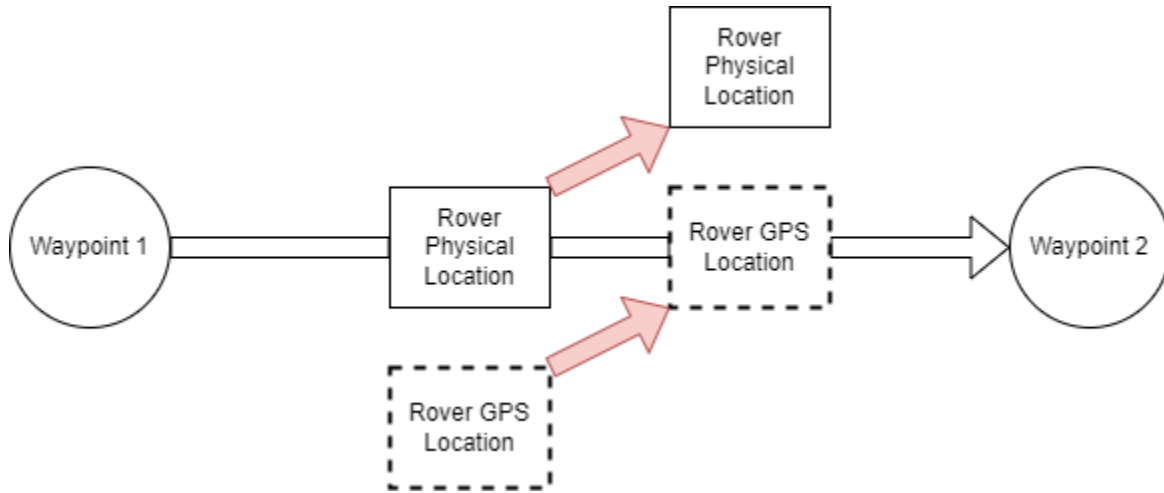 Rover
Physical
Location
Waypoint 1
Rover
Physical
Location
Rover GPS
Location
Waypoint 2
Rover GPS
Location